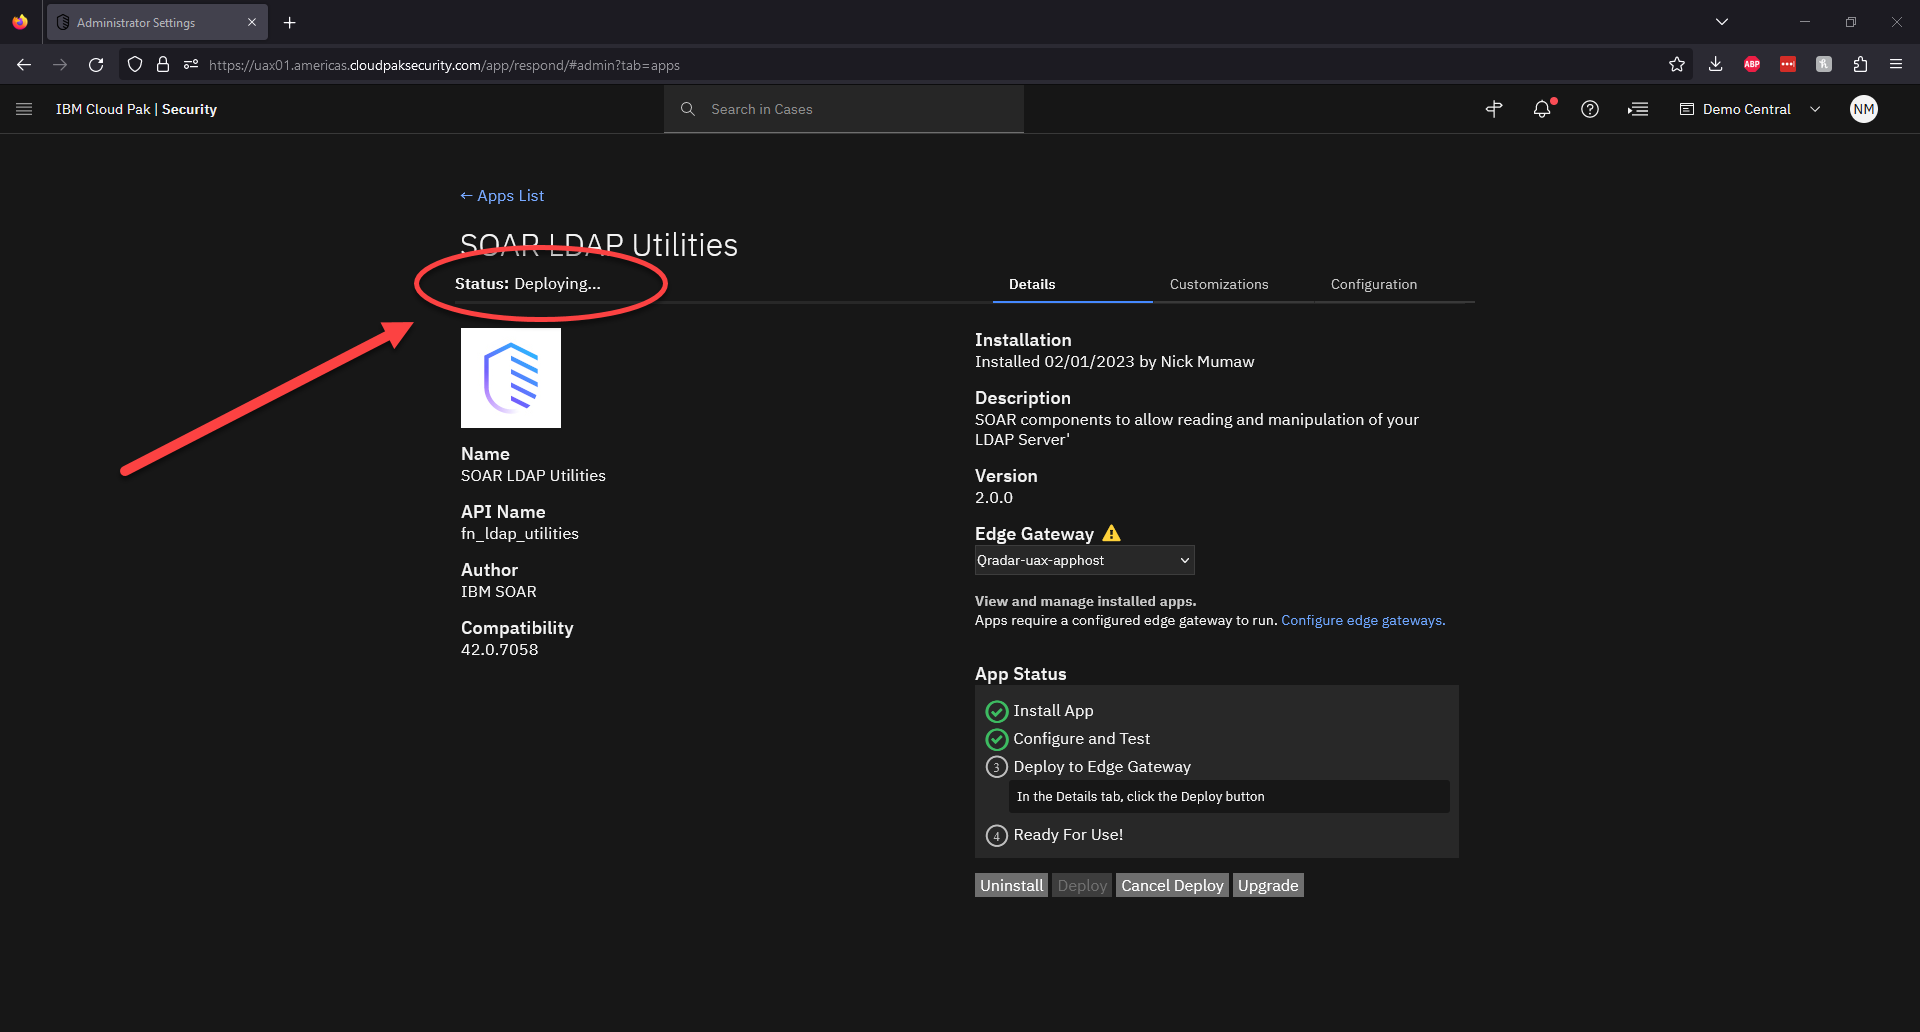 Administrator Settings
https://uax01.americas.cloudpaksecurity.com/app/respond/#admin?tab=apps
ABP
IBM Cloud Pak | Security
Search in Cases
Demo Central
NM
← Apps List
SOAR LDAP Utilities
Status: Deploying...
Details
Customizations
Configuration
Name
SOAR LDAP Utilities
API Name
fn_ldap_utilities
Author
IBM SOAR
Compatibility
42.0.7058
Installation
Installed 02/01/2023 by Nick Mumaw
Description
SOAR components to allow reading and manipulation of your
LDAP Server'
Version
2.0.0
Edge Gateway
Qradar-uax-apphost
View and manage installed apps.
Apps require a configured edge gateway to run. Configure edge gateways.
App Status
Install App
Configure and Test
3 Deploy to Edge Gateway
In the Details tab, click the Deploy button
4 Ready For Use!
Uninstall Deploy Cancel Deploy Upgrade